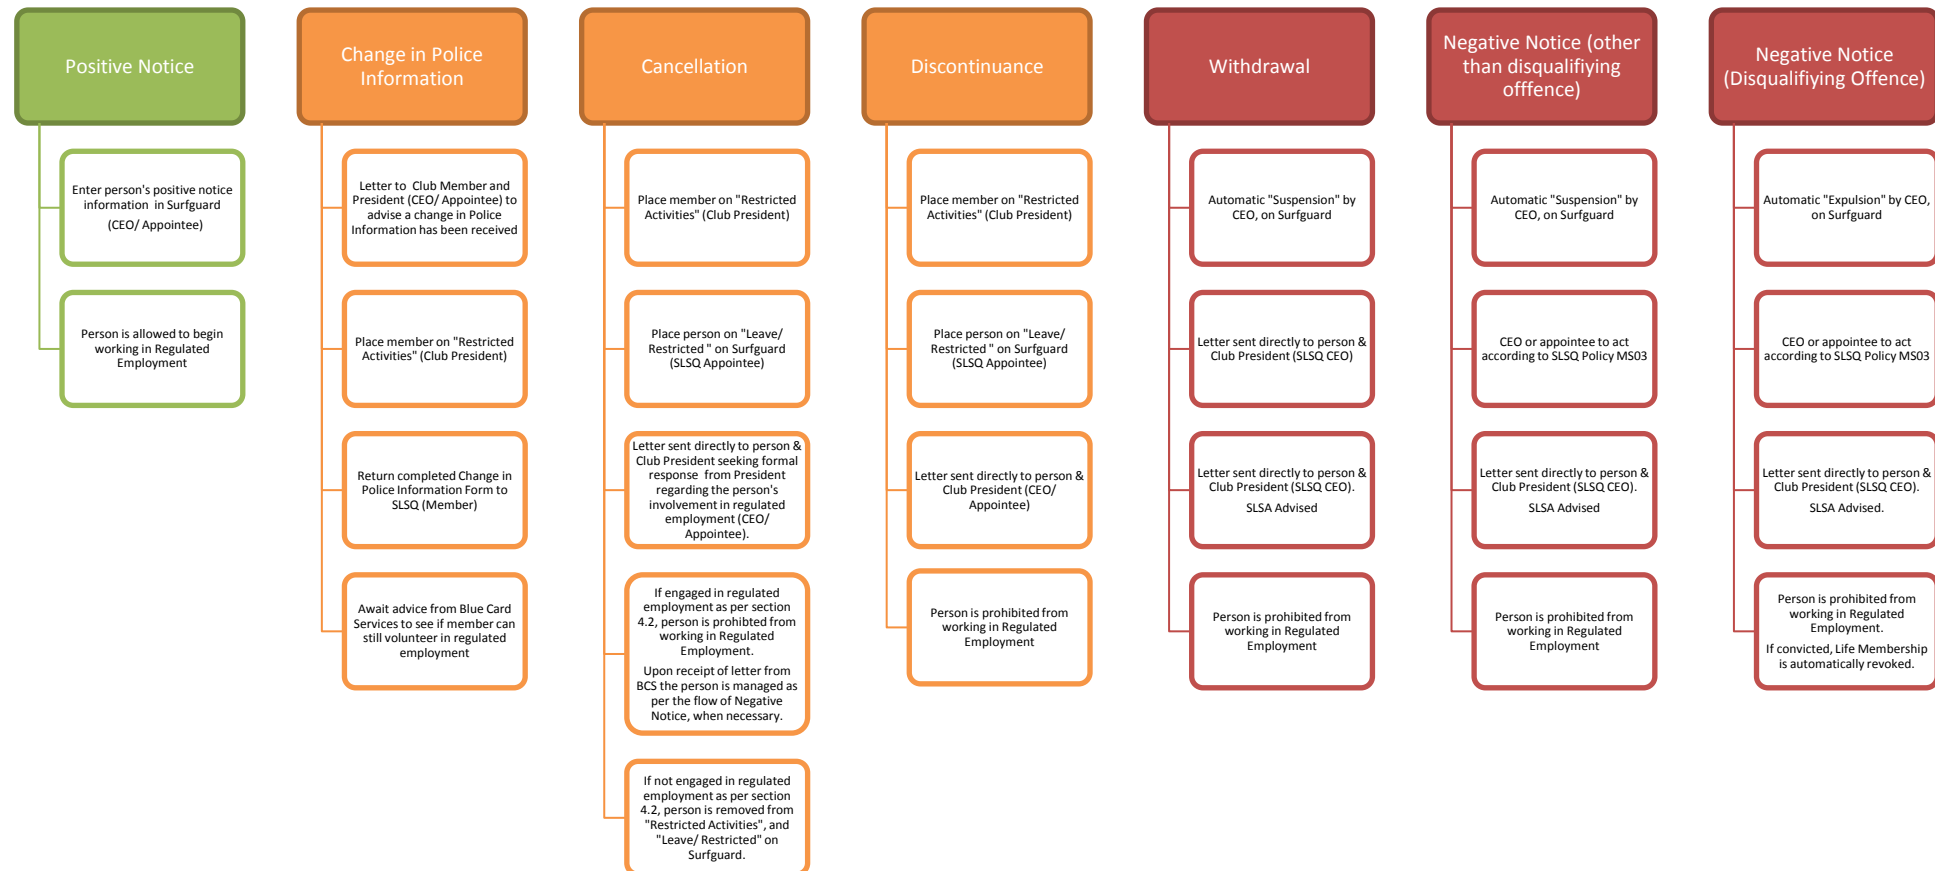 Positive Notice
Enter person's positive notice
information in Surfguard
(CEO/ Appointee)
Person is allowed to begin
working in Regulated
Employment
Change in Police
Information
Letter to Club Member and
President (CEO/ Appointee) to
advise a change in Police
Information has been received
Place member on "Restricted
Activities" (Club President)
Return completed Change in
Police Information Form to
SLSQ (Member)
Await advice from Blue Card
Services to see if member can
still volunteer in regulated
employment
Cancellation
Place member on "Restricted
Activities" (Club President)
Place person on "Leave/
Restricted " on Surfguard
(SLSQ Appointee)
Letter sent directly to person &
Club President seeking formal
response from President
regarding the person's
involvement in regulated
employment (CEO/
Appointee).
If engaged in regulated
employment as per section
4.2, person is prohibted from
working in Regulated
Employment.
Upon receipt of letter from
BCS the person is managed as
per the flow of Negative
Notice, when necessary.
If not engaged in regulated
employment as per section
4.2, person is removed from
"Restricted Activities", and
"Leave/ Restricted" on
Surfguard.
Discontinuance
Place member on "Restricted
Activities" (Club President)
Place person on "Leave/
Restricted " on Surfguard
(SLSQ Appointee)
Letter sent directly to person &
Club President (CEO/
Appointee)
Person is prohibited from
working in Regulated
Employment
Withdrawal
Automatic "Suspension" by
CEO, on Surfguard
Letter sent directly to person &
Club President (SLSQ CEO)
Letter sent directly to person &
Club President (SLSQ CEO).
SLSA Advised
Person is prohibited from
working in Regulated
Employment
Negative Notice (other
than disqualifiying
offfence)
Automatic "Suspension" by
CEO, on Surfguard
CEO or appointee to act
according to SLSQ Policy MS03
Letter sent directly to person &
Club President (SLSQ CEO).
SLSA Advised
Person is prohibited from
working in Regulated
Employment
Negative Notice
(Disqualifiying Offence)
Automatic "Expulsion" by CEO,
on Surfguard
CEO or appointee to act
according to SLSQ Policy MS03
Letter sent directly to person &
Club President (SLSQ CEO).
SLSA Advised.
Person is prohibited from
working in Regulated
Employment.
If convicted, Life Membership
is automatically revoked.